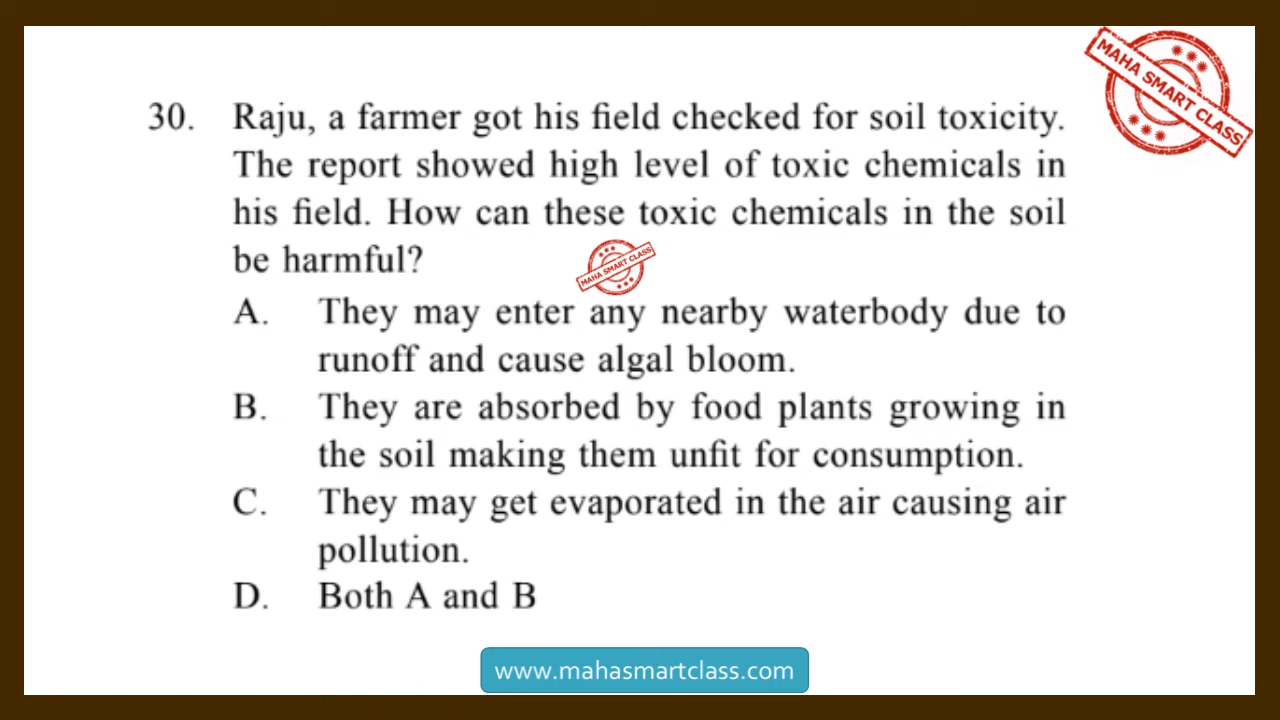 MAHA SMART CLASS
30. Raju, a farmer got his field checked for soil toxicity.
The report showed high level of toxic chemicals in
his field. How can these toxic chemicals in the soil
be harmful?
MAHA SMART CLASS
A. They may enter any nearby waterbody due to
runoff and cause algal bloom.
B. They are absorbed by food plants growing in
the soil making them unfit for consumption.
C. They may get evaporated in the air causing air
pollution.
D. Both A and B
www.mahasmartclass.com